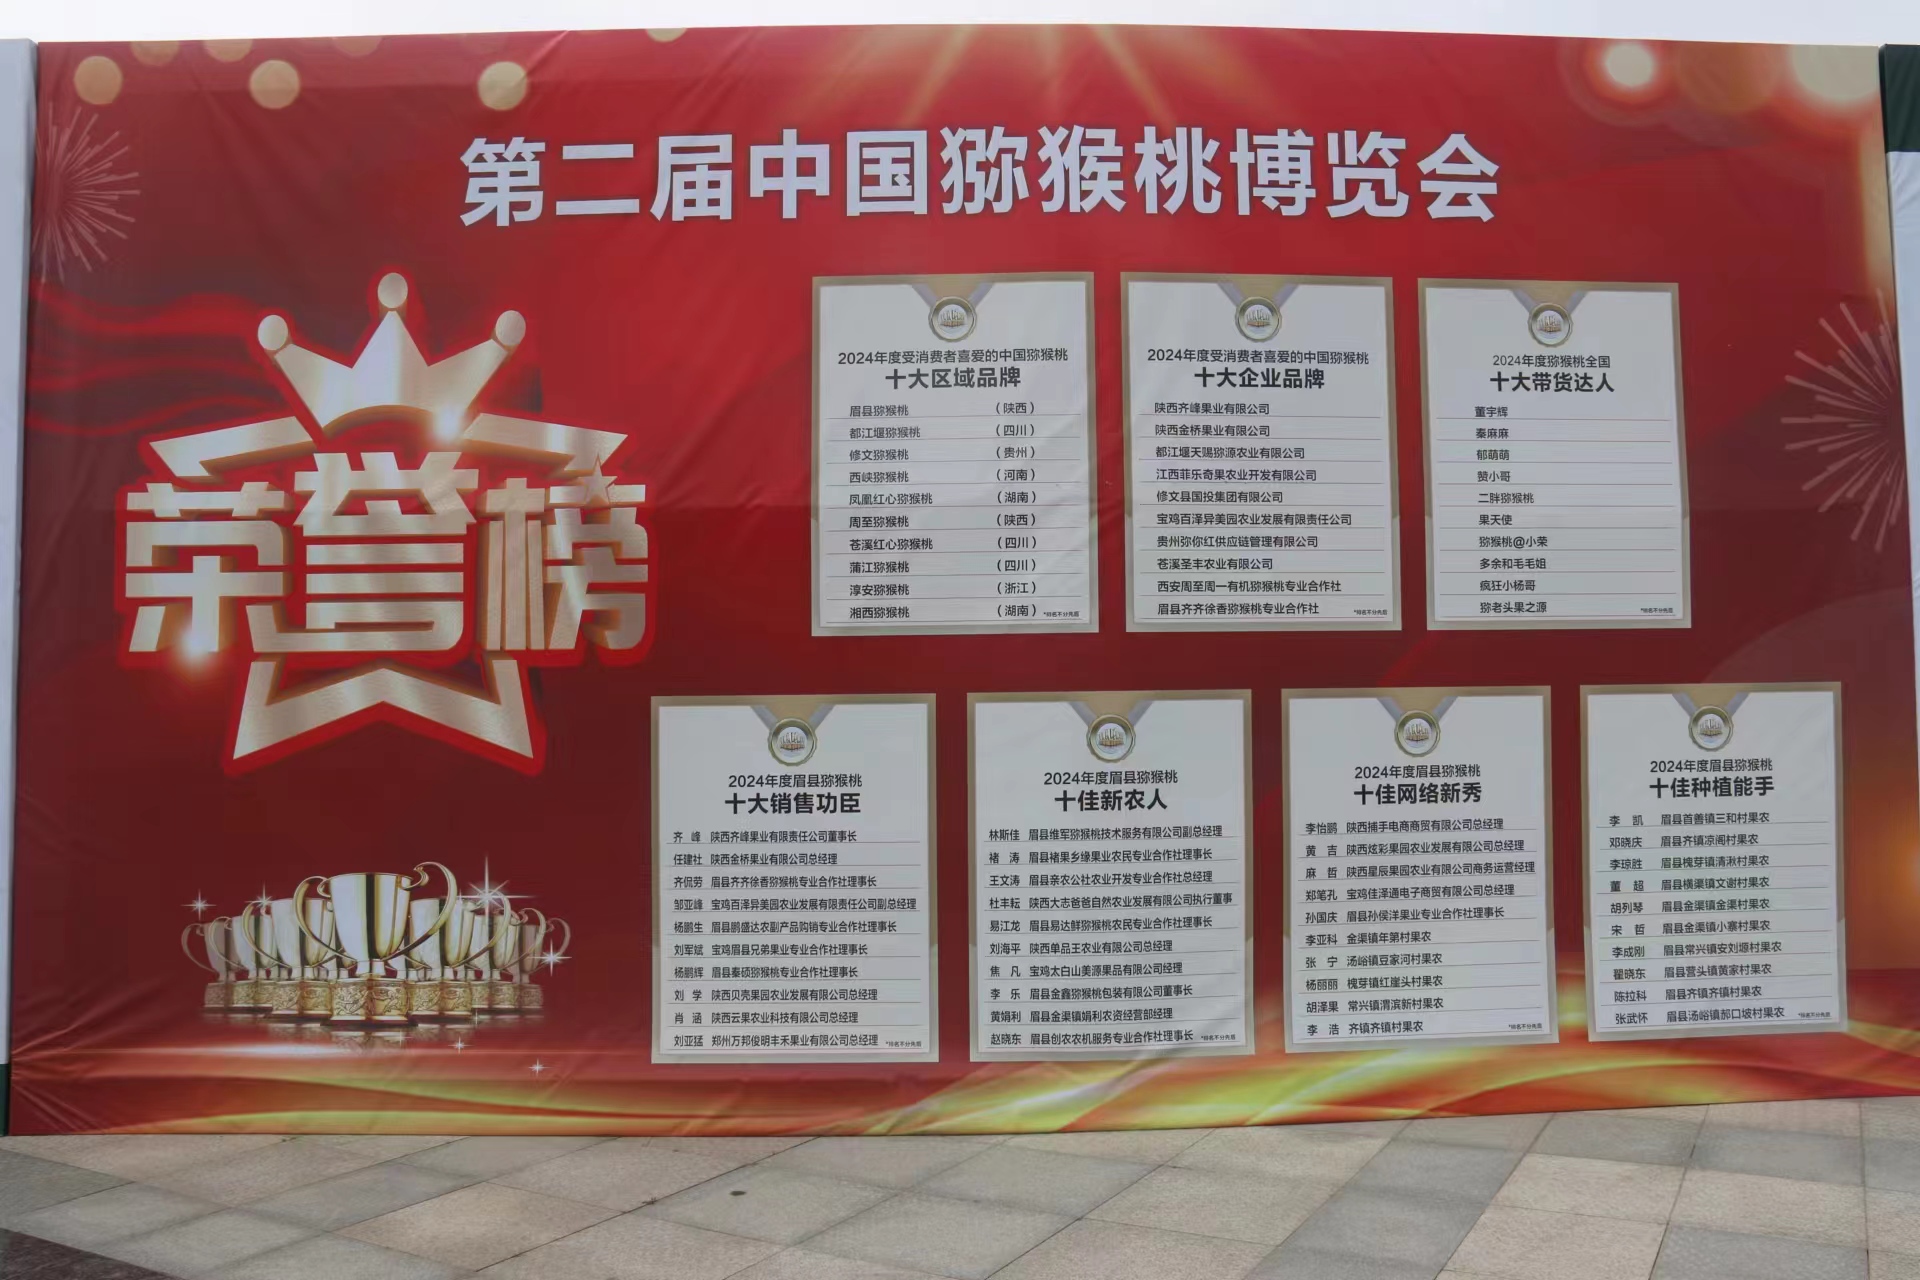 第二届中国猕猴桃博览会
荣誉榜
2024年度受消费者喜爱的中国猕猴桃
十大区域品牌
眉县猕猴桃 （陕西）
都江堰猕猴桃 （四川）
修文猕猴桃 （贵州）
西峡猕猴桃 （河南）
凤凰红心猕猴桃 （湖南）
周至猕猴桃 （陕西）
苍溪红心猕猴桃 （四川）
蒲江猕猴桃 （四川）
淳安猕猴桃 （浙江）
湘西猕猴桃 （湖南） *排名不分先后
2024年度受消费者喜爱的中国猕猴桃
十大企业品牌
陕西齐峰果业有限公司
陕西金桥果业有限公司
都江堰天赐猕源农业有限公司
江西菲乐奇果农业开发有限公司
修文县国投集团有限公司
宝鸡百泽异美园农业发展有限责任公司
贵州弥你红供应链管理有限公司
苍溪圣丰农业有限公司
西安周至周一有机猕猴桃专业合作社
眉县齐齐徐香猕猴桃专业合作社 *排名不分先后
2024年度猕猴桃全国
十大带货达人
董宇辉
秦麻麻
郁萌萌
赞小哥
二胖猕猴桃
果天使
猕猴桃@小荣
多余和毛毛姐
疯狂小杨哥
猕老头果之源 *排名不分先后
2024年度眉县猕猴桃
十大销售功臣
齐 峰 陕西齐峰果业有限责任公司董事长
任建社 陕西金桥果业有限公司总经理
齐侃劳 眉县齐齐徐香猕猴桃专业合作社理事长
邹亚峰 宝鸡百泽异美园农业发展有限责任公司副总经理
杨鹏生 眉县鹏盛达农副产品购销专业合作社理事长
刘军斌 宝鸡眉县兄弟果业专业合作社理事长
杨鹏辉 眉县秦硕猕猴桃专业合作社理事长
刘 学 陕西贝壳果园农业发展有限公司总经理
肖 涵 陕西云果农业科技有限公司总经理
刘亚猛 郑州万邦俊明丰禾果业有限公司总经理 *排名不分先后
2024年度眉县猕猴桃
十佳新农人
林斯佳 眉县维军猕猴桃技术服务有限公司副总经理
褚 涛 眉县褚果乡缘果业农民专业合作社理事长
王文涛 眉县亲农公社农业开发专业合作社总经理
杜丰耘 陕西大志爸爸自然农业发展有限公司执行董事
易江龙 眉县易达鲜猕猴桃农民专业合作社理事长
刘海平 陕西单品王农业有限公司总经理
焦 凡 宝鸡太白山美源果品有限公司经理
李 乐 眉县金鑫猕猴桃包装有限公司董事长
黄娟利 眉县金渠镇娟利农资经营部经理
赵晓东 眉县创农农机服务专业合作社理事长 *排名不分先后
2024年度眉县猕猴桃
十佳网络新秀
李怡鹏 陕西捕手电商商贸有限公司总经理
黄 吉 陕西炫彩果园农业发展有限公司总经理
麻 哲 陕西星辰果园农业有限公司商务运营经理
郑笔孔 宝鸡佳泽通电子商贸有限公司总经理
孙国庆 眉县孙侯洋果业专业合作社理事长
李亚科 金渠镇年第村果农
张 宁 汤峪镇豆家河村果农
杨丽丽 槐芽镇红崖头村果农
胡泽果 常兴镇渭滨新村果农
李 浩 齐镇齐镇村果农 *排名不分先后
2024年度眉县猕猴桃
十佳种植能手
李 凯 眉县首善镇三和村果农
邓晓庆 眉县齐镇凉阁村果农
李琼胜 眉县槐芽镇清湫村果农
董 超 眉县横渠镇文谢村果农
胡列琴 眉县金渠镇金渠村果农
宋 哲 眉县金渠镇小寨村果农
李成刚 眉县常兴镇安刘塬村果农
翟晓东 眉县营头镇黄家村果农
陈拉科 眉县齐镇齐镇村果农
张武怀 眉县汤峪镇郝口坡村果农 *排名不分先后